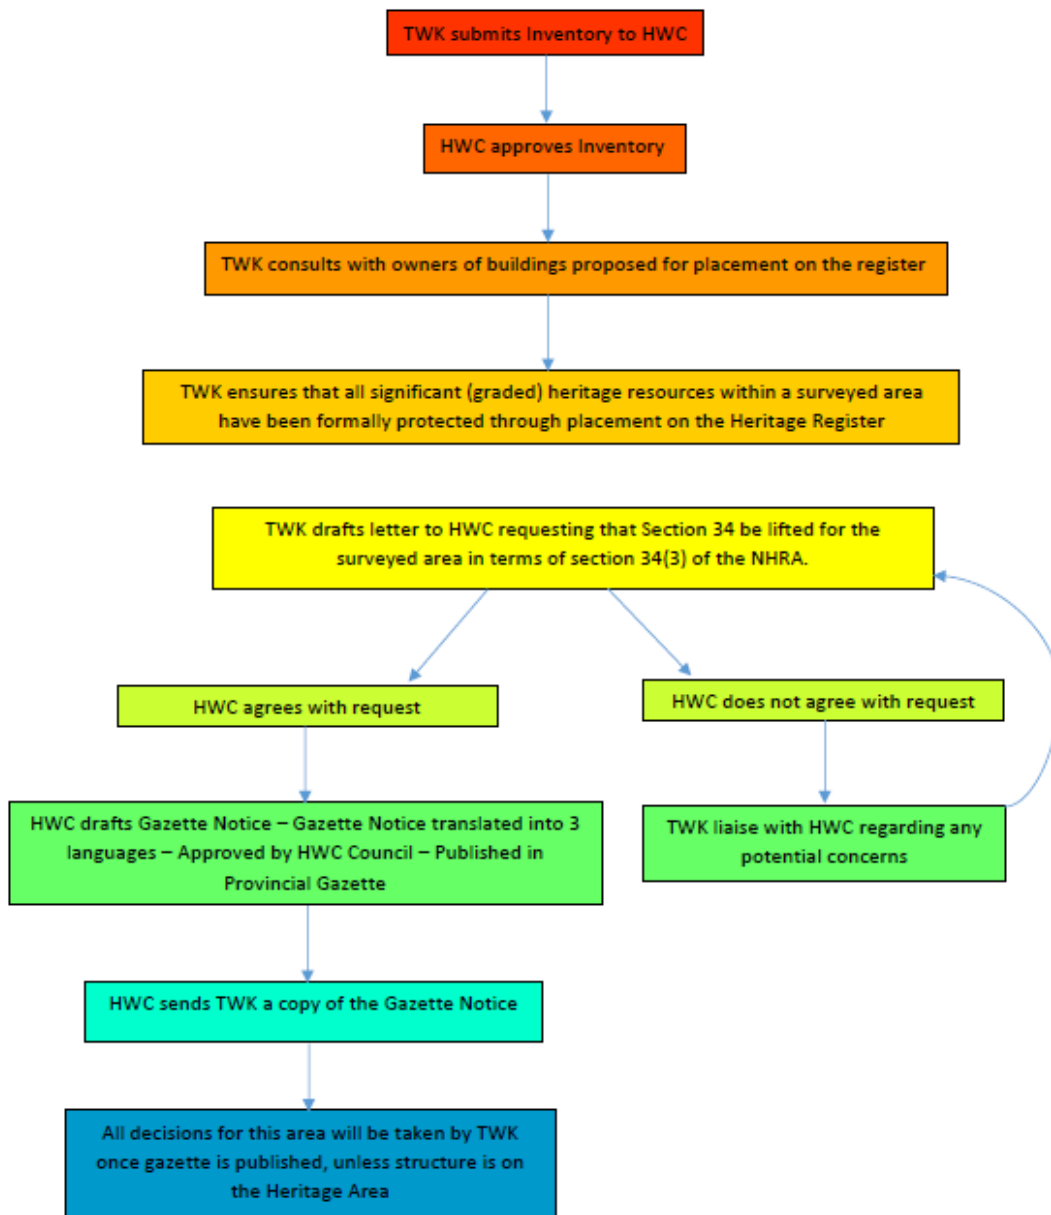 TWK submits Inventory to HWC
HWC approves Inventory
TWK consults with owners of buildings proposed for placement on the register
TWK ensures that all significant (graded) heritage resources within a surveyed area
have been formally protected through placement on the Heritage Register
TWK drafts letter to HWC requesting that Section 34 be lifted for the
surveyed area in terms of section 34(3) of the NHRA.
HWC agrees with request
HWC does not agree with request
HWC drafts Gazette Notice – Gazette Notice translated into 3
languages – Approved by HWC Council – Published in
Provincial Gazette
TWK liaise with HWC regarding any
potential concerns
HWC sends TWK a copy of the Gazette Notice
All decisions for this area will be taken by TWK
once gazette is published, unless structure is on
the Heritage Area